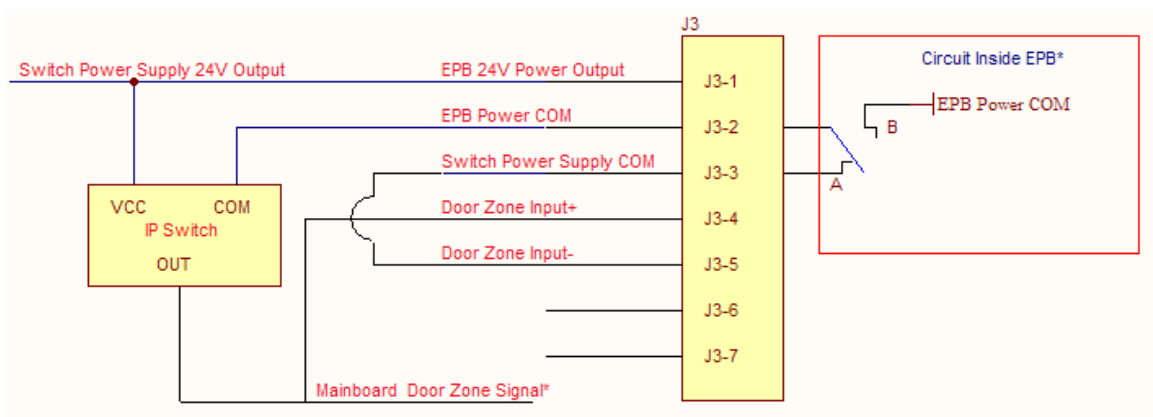 J3
Switch Power Supply 24V Output
EPB 24V Power Output
J3-1
Circuit Inside EPB*
EPB Power COM
EPB Power COM
J3-2
B
Switch Power Supply COM
J3-3
A
VCC
COM
IP Switch
OUT
Door Zone Input+
J3-4
Door Zone Input-
J3-5
J3-6
J3-7
Mainboard Door Zone Signal*